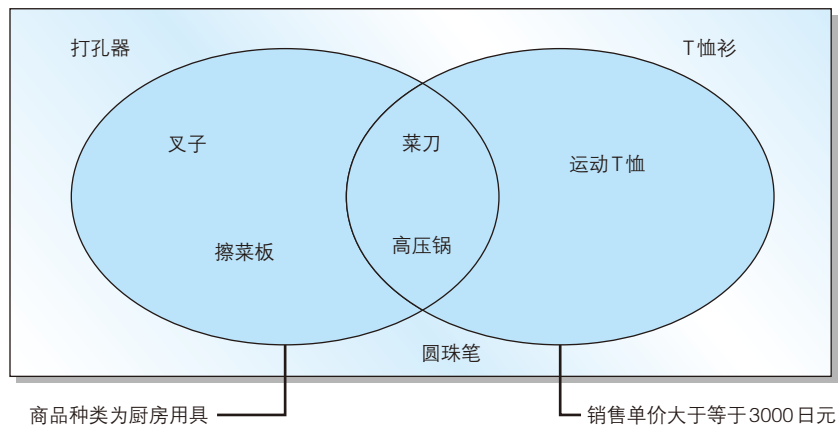 打孔器
T恤衫
叉子
菜刀
运动T恤
擦菜板
高压锅
圆珠笔
商品种类为厨房用具
销售单价大于等于3000日元